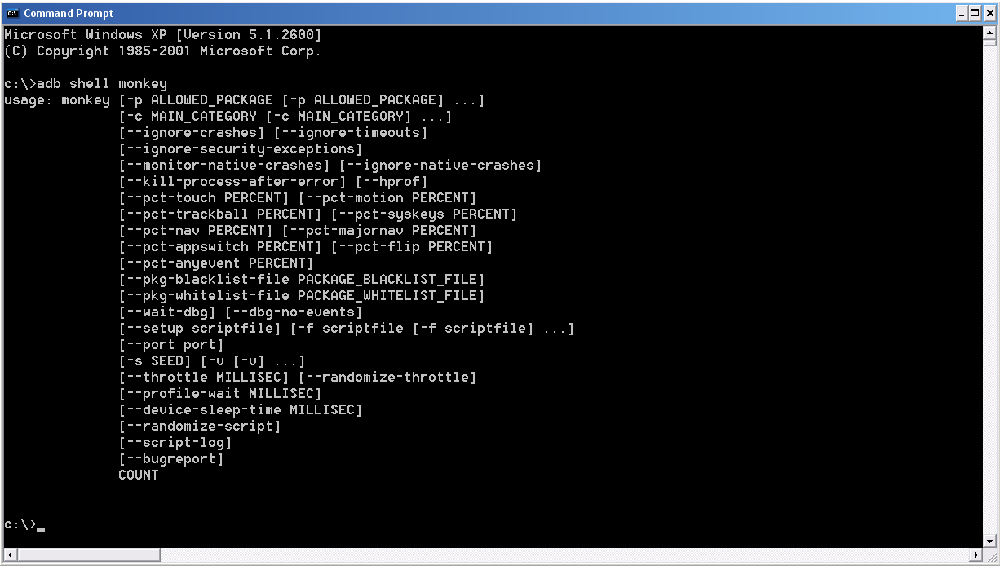 Command Prompt
Microsoft Windows XP [Version 5.1.2600]
(C) Copyright 1985-2001 Microsoft Corp.
c:\>adb shell monkey
usage: monkey [-p ALLOWED_PACKAGE [-p ALLOWED_PACKAGE] ...]
[-c MAIN_CATEGORY [-c MAIN_CATEGORY] ...]
[--ignore-crashes] [--ignore-timeouts]
[--ignore-security-exceptions]
[--monitor-native-crashes] [--ignore-native-crashes]
[--kill-process-after-error] [--hprof]
[--pct-touch PERCENT] [--pct-motion PERCENT]
[--pct-trackball PERCENT] [--pct-syskeys PERCENT]
[--pct-nav PERCENT] [--pct-majornav PERCENT]
[--pct-appswitch PERCENT] [--pct-flip PERCENT]
[--pct-anyevent PERCENT]
[--pkg-blacklist-file PACKAGE_BLACKLIST_FILE]
[--pkg-whitelist-file PACKAGE_WHITELIST_FILE]
[--wait-dbg] [--dbg-no-events]
[--setup scriptfile] [-f scriptfile [-f scriptfile] ...]
[--port port]
[-s SEED] [-v [-v] ...]
[--throttle MILLISEC] [--randomize-throttle]
[--profile-wait MILLISEC]
[--device-sleep-time MILLISEC]
[--randomize-script]
[--script-log]
[--bugreport]
COUNT
c:\>_